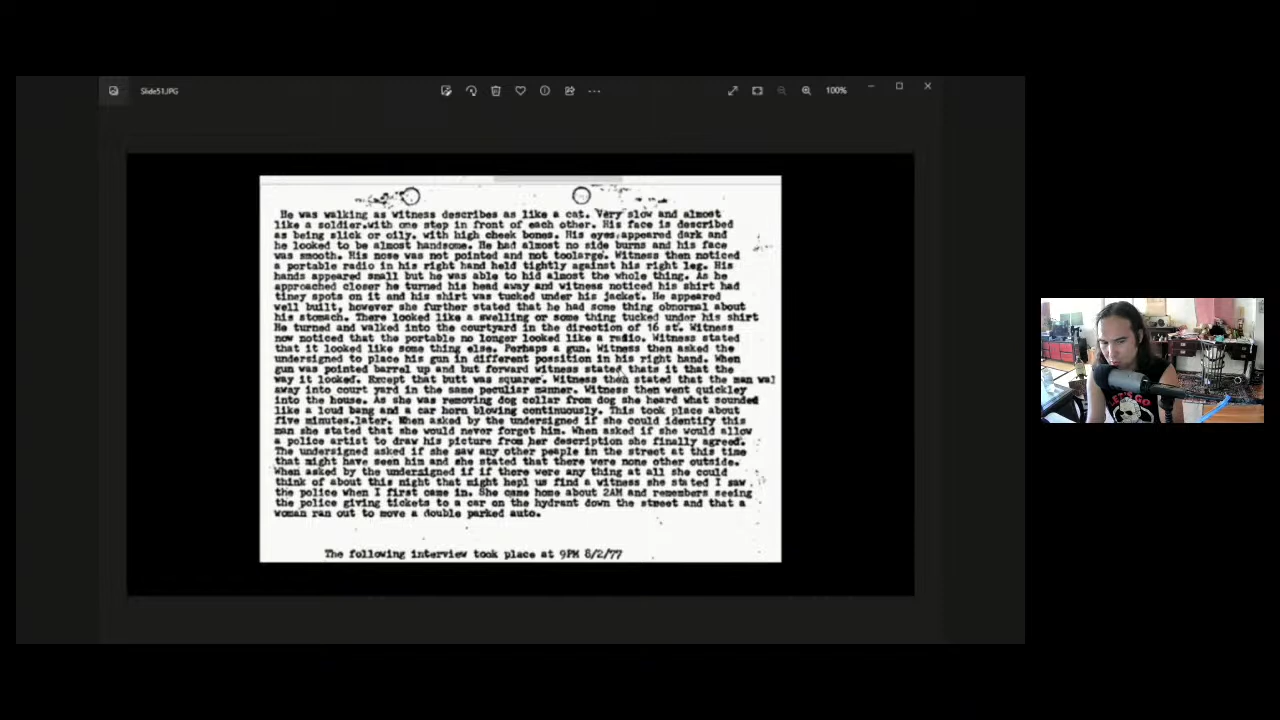 Slide51.JPG
100%
He was walking as witness describes as like a cat. Very slow and almost
like a soldier.with one step in front of each other. His face is described
as being slick or oily. with high cheek bones. His eyes appeared dark and
he looked to be almost handsome. He had almost no side burns and his face
was smooth. His nose was not pointed and not toolarge. Witness then noticed
a portable radio in his right hand held tightly against his right leg. His
hands appeared small but he was able to hid almost the whole thing. As he
approached closer he turned his head away and witness noticed his shirt had
tiney spots on it and his shirt was tucked under his jacket. He appeared
well built, however she further stated that he had some thing obnormal about
his stomach. There looked like a swelling or some thing tucked under his shirt
He turned and walked into the courtyard in the direction of 16 st. Witness
now noticed that the portable no longer looked like a radio. Witness stated
that it looked like some thing else. Perhaps a gun. Witness then asked the
undersigned to place his gun in different possition in his right hand. When
gun was pointed barrel up and but forward witness stated thats it that the
way it looked. Except that butt was squarer. Witness then stated that the man wal
away into court yard in the same peculiar manner. Witness then went quickley
into the house. As she was removing dog collar from dog she heard what sounded
like a loud bang and a car horn blowing continuously. This took place about
five minutes.later. When asked by the undersigned if she could identify this
man she stated that she would never forget him. When asked if she would allow
a police artist to draw his picture from her description she finally agreed.
The undersigned asked if she saw any other people in the street at this time
that might have seen him and she stated that there were none other outside.
When asked by the undersigned if if there were any thing at all she could
think of about this night that might hepl us find a witness she stated I saw
the police when I first came in. She came home about 2AM and remembers seeing
the police giving tickets to a car on the hydrant down the street and that a
woman ran out to move a double parked auto.
The following interview took place at 9PM 8/2/77
LET'S GO